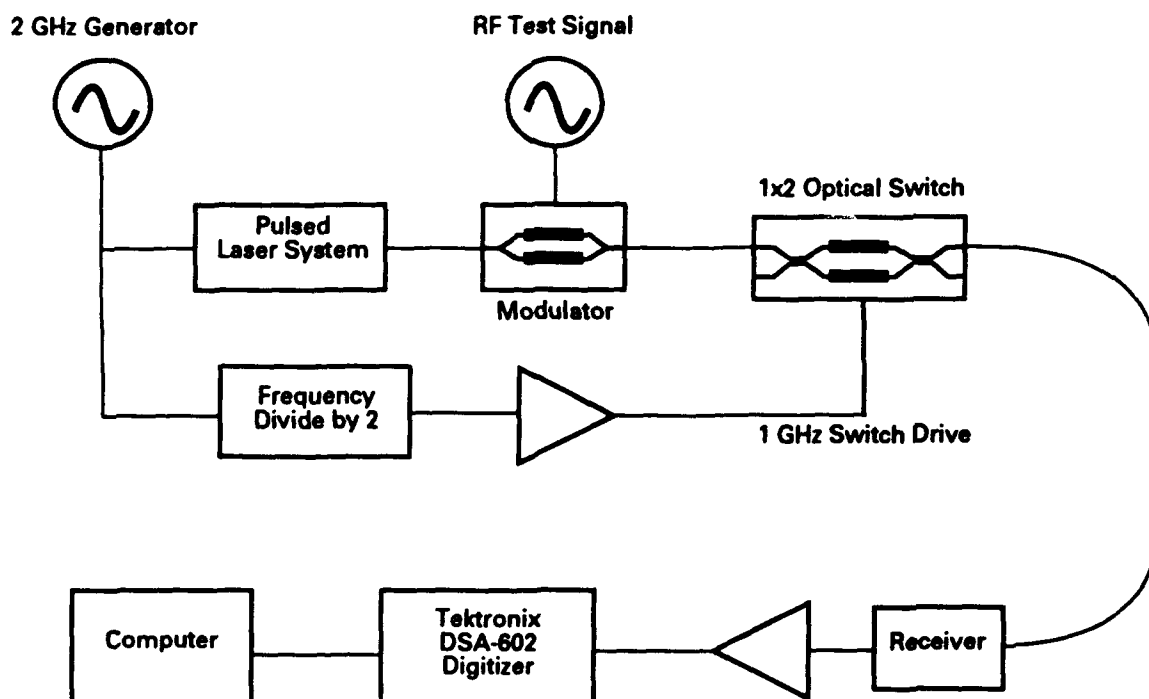 2 GHz Generator
RF Test Signal
Pulsed
Laser System
Modulator
1x2 Optical Switch
Frequency
Divide by 2
1 GHz Switch Drive
Computer
Tektronix
DSA-602
Digitizer
Receiver